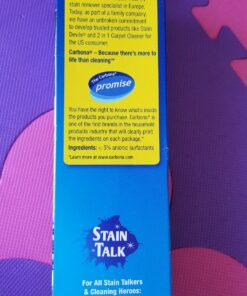 stain remover specialist in Europe.
Today, as part of a family company,
we have an unbroken commitment
to develop trusted products like Stain
Devils® and 2 in 1 Carpet Cleaner for
the US consumer.
Carbona® – Because there's more to
life than cleaning™
The Carbona®
promise
You have the right to know what's inside
the products you purchase. Carbona® is
one of the first brands in the household
products industry that will clearly print
the ingredients on each package.*
Ingredients: < 5% anionic surfactants
*Learn more at www.carbona.com
STAIN
TALK
For All Stain Talkers
& Cleaning Heroes: